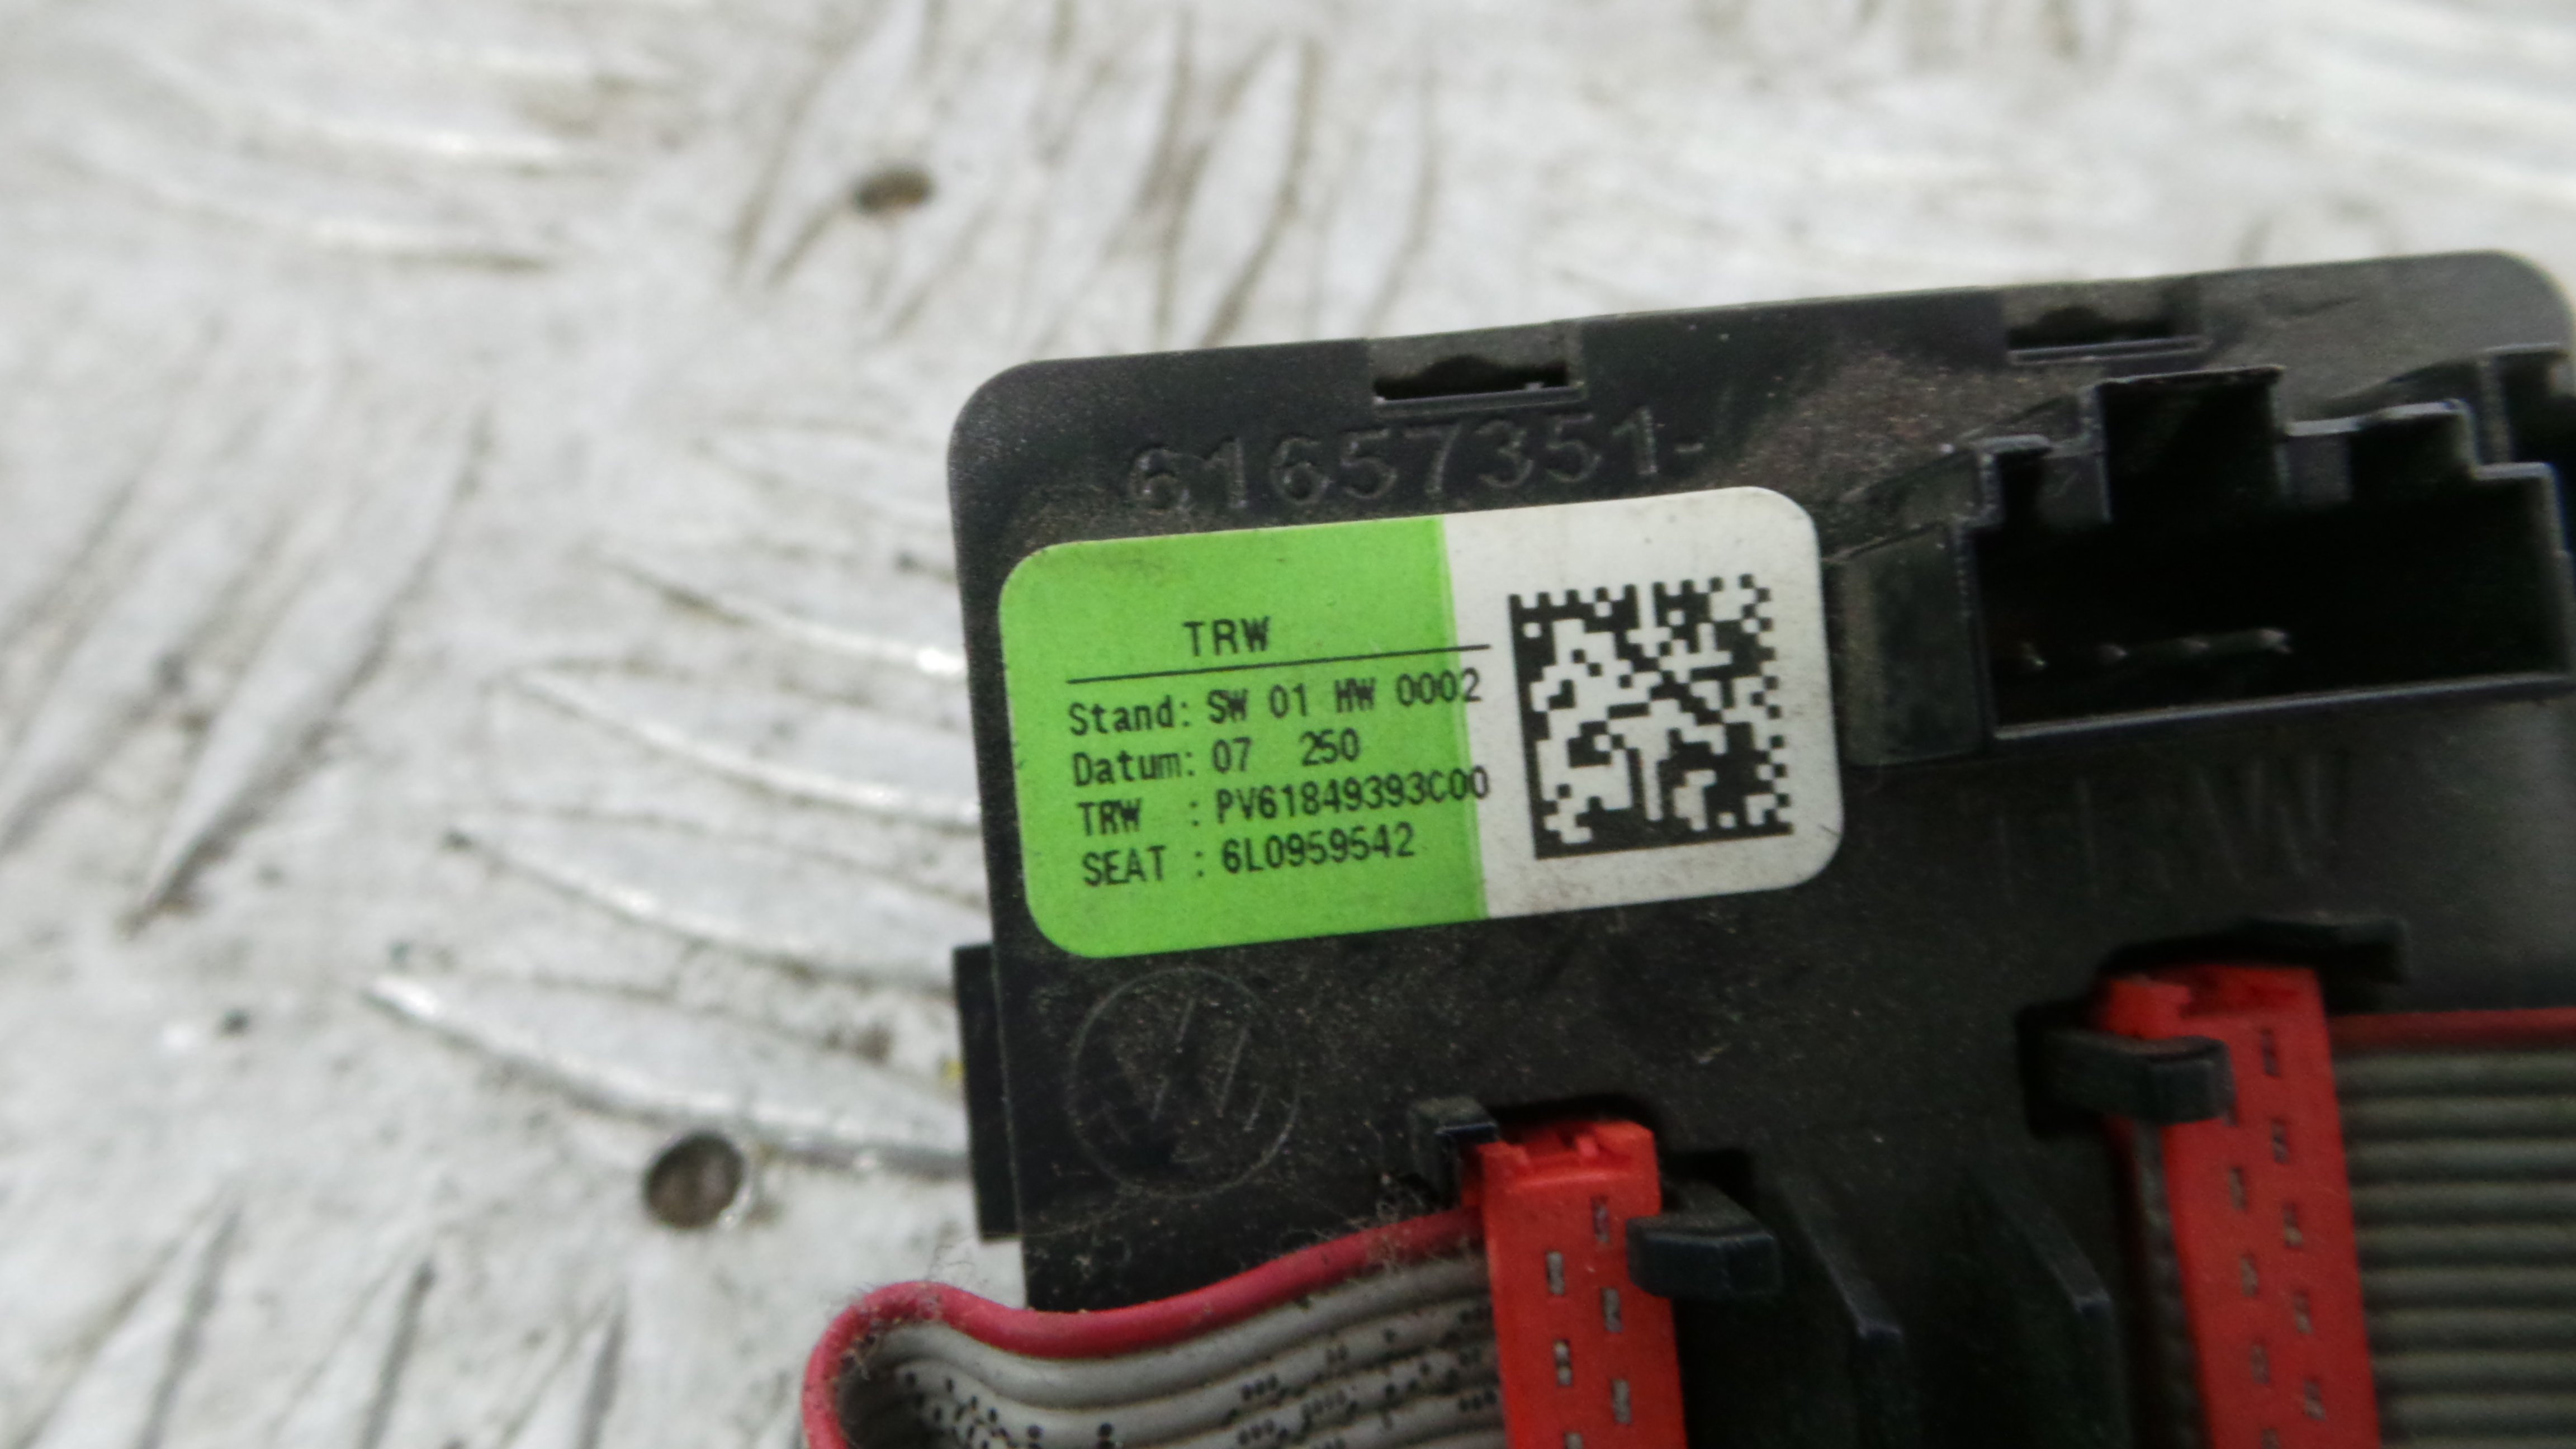 61657351-
TRW
Stand: SW 01 HW 0002
Datum: 07 250
TRW : PV61849393C00
SEAT : 6L0959542